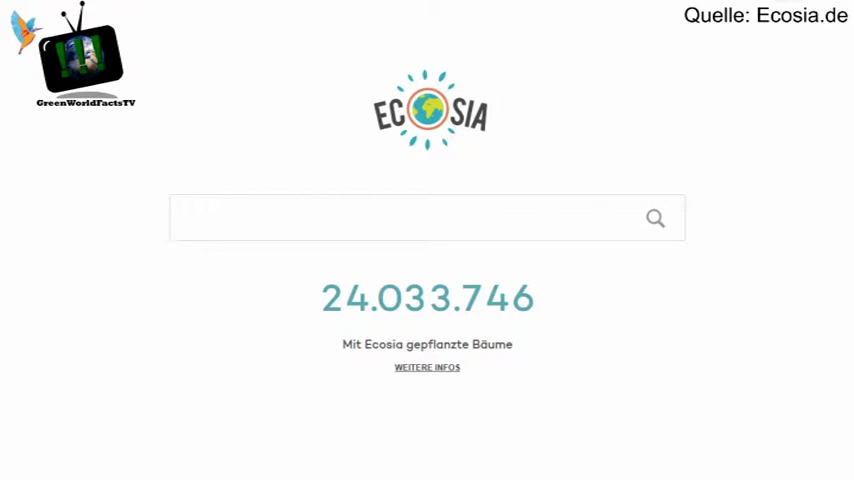 Quelle: Ecosia.de
!!!
GreenWorldFactsTV
ECOSIA
24.033.746
Mit Ecosia gepflanzte Bäume
WEITERE INFOS